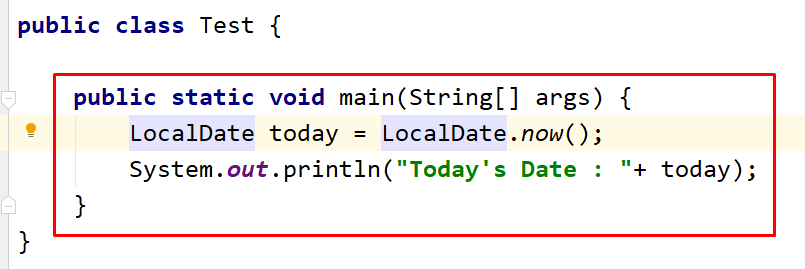 public class Test {
public static void main(String[] args) {
LocalDate today = LocalDate.now();
System.out.println("Today's Date : "+ today);
}
}